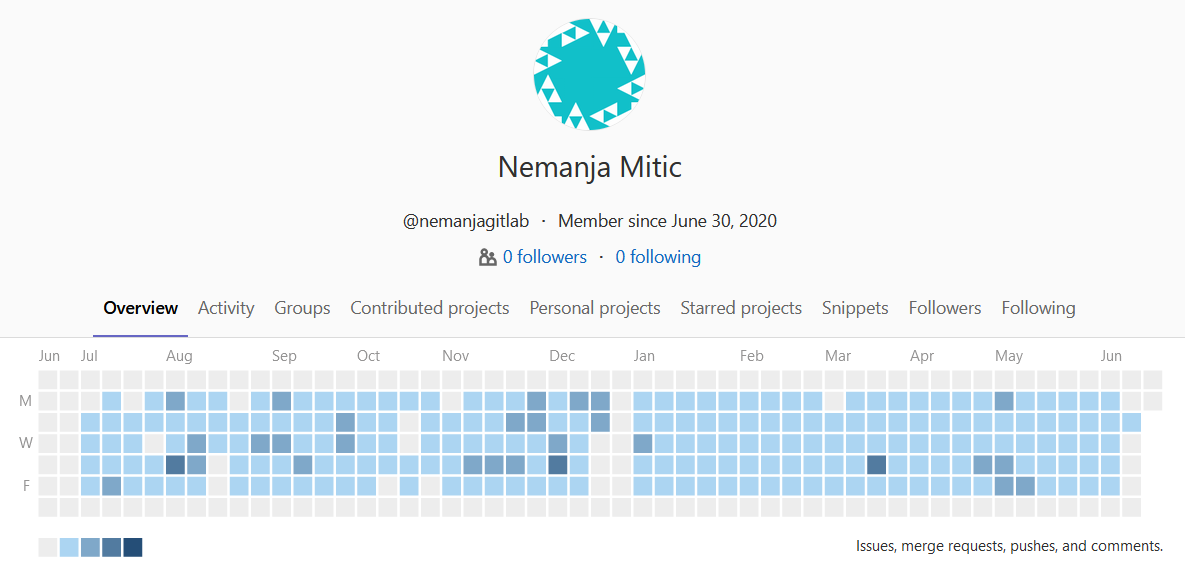 Nemanja Mitic
@nemanjagitlab · Member since June 30, 2020
0 followers · 0 following
Overview Activity Groups Contributed projects Personal projects Starred projects Snippets Followers Following
Jun Jul Aug Sep Oct Nov Dec Jan Feb Mar Apr May Jun
M
W
F
Issues, merge requests, pushes, and comments.